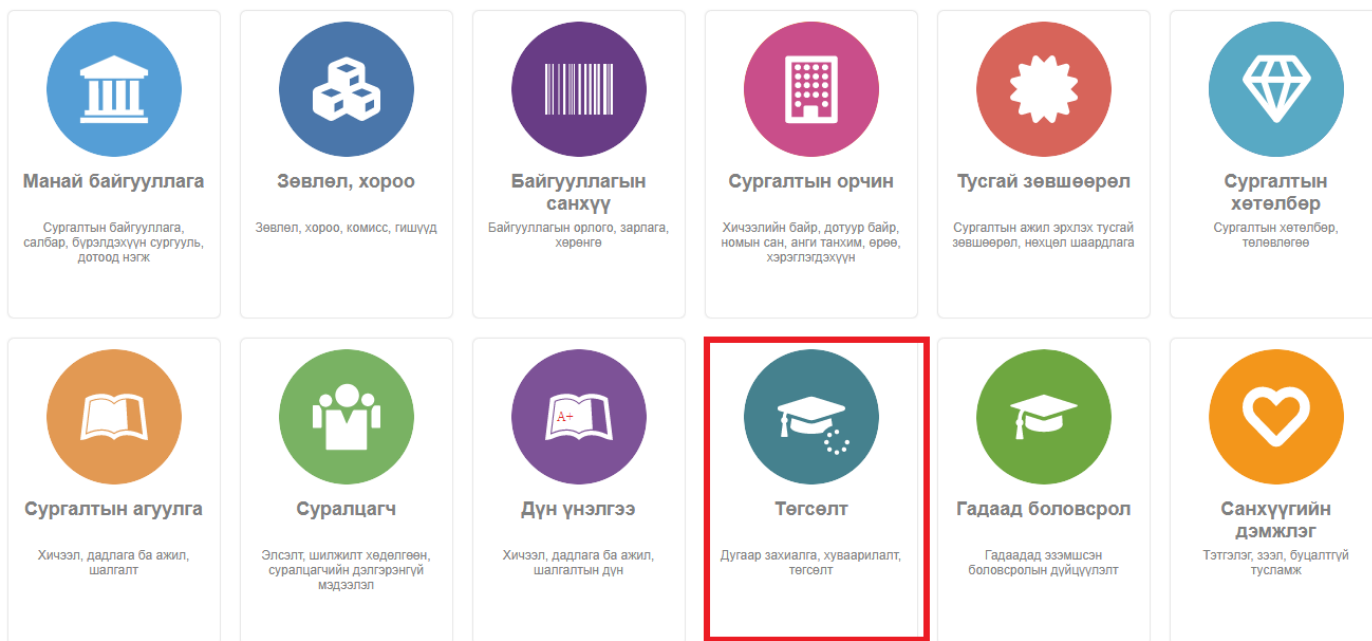 Манай байгууллага
Сургалтын байгууллага,
салбар, бүрэлдэхүүн сургууль,
дотоод нэгж
Зөвлөл, хороо
Зөвлөл, хороо, комисс, гишүүд
Байгууллагын
санхүү
Байгууллагын орлого, зарлага,
хөрөнгө
Сургалтын орчин
Хичээлийн байр, дотуур байр,
номын сан, анги танхим, өрөө,
хэрэглэгдэхүүн
Тусгай зөвшөөрөл
Сургалтын ажил эрхлэх тусгай
зөвшөөрөл, нөхцөл шаардлага
Сургалтын
хөтөлбөр
Сургалтын хөтөлбөр,
төлөвлөгөө
Сургалтын агуулга
Хичээл, дадлага ба ажил,
шалгалт
Суралцагч
Элсэлт, шилжилт хөдөлгөөн,
суралцагчийн дэлгэрэнгүй
мэдээлэл
A+
Дүн үнэлгээ
Хичээл, дадлага ба ажил,
шалгалтын дүн
Төгсөлт
Дугаар захиалга, хуваарилалт,
төгсөлт
Гадаад боловсрол
Гадаадад эзэмшсэн
боловсролын дүйцүүлэлт
Санхүүгийн
дэмжлэг
Тэтгэлэг, зээл, буцалтгүй
тусламж